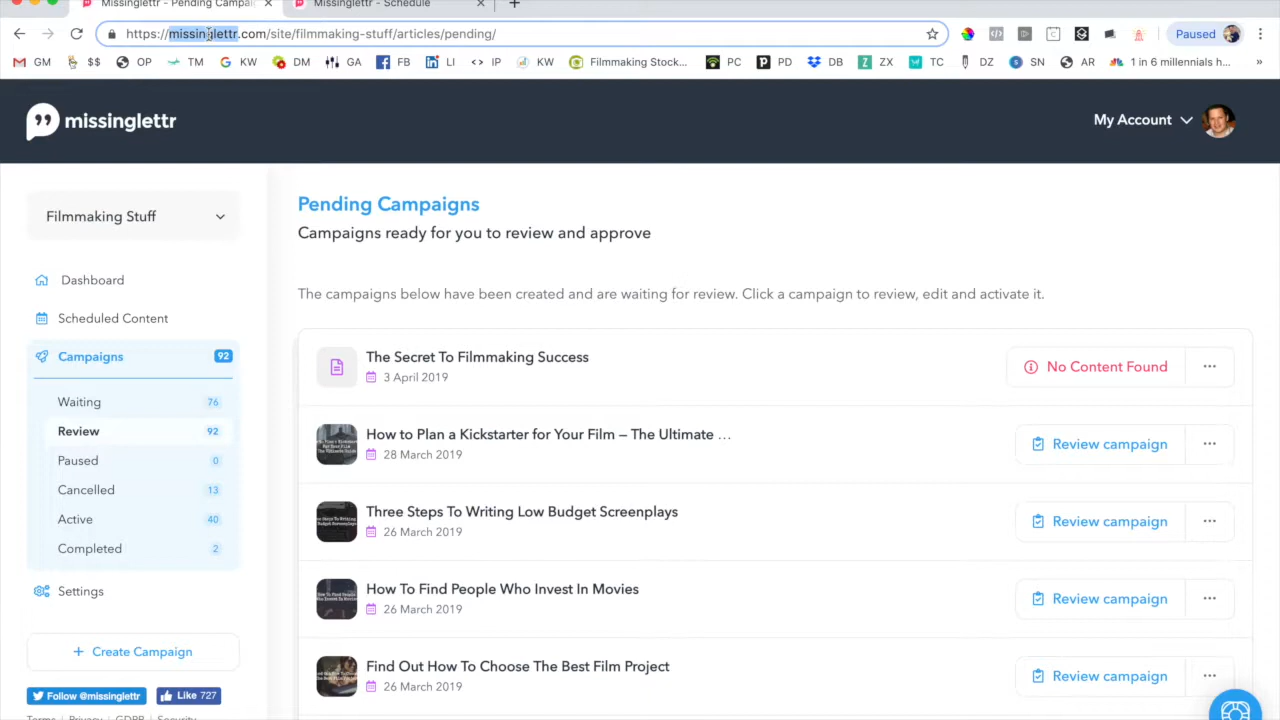 Missinglettr - Pending Campai
Missinglettr - Schedule
https://missinglettr.com/site/filmmaking-stuff/articles/pending/
Paused
GM
$$
OP
TM
KW
DM
GA
FB
LI
IP
KW
Filmmaking Stock...
PC
PD
DB
ZX
TC
DZ
SN
AR
1 in 6 millennials h...
»
missinglettr
My Account
Filmmaking Stuff
Dashboard
Scheduled Content
Campaigns 92
Waiting 76
Review 92
Paused 0
Cancelled 13
Active 40
Completed 2
Settings
+ Create Campaign
Follow @missinglettr
Like 727
Terms Privacy GDPR Security
Pending Campaigns
Campaigns ready for you to review and approve
The campaigns below have been created and are waiting for review. Click a campaign to review, edit and activate it.
The Secret To Filmmaking Success
3 April 2019
No Content Found
How to Plan a Kickstarter for Your Film – The Ultimate ...
28 March 2019
Review campaign
Three Steps To Writing Low Budget Screenplays
26 March 2019
Review campaign
How To Find People Who Invest In Movies
26 March 2019
Review campaign
Find Out How To Choose The Best Film Project
26 March 2019
Review campaign